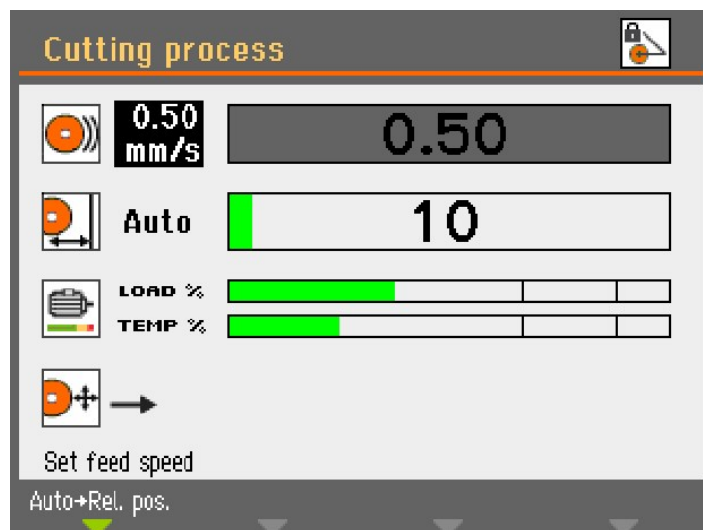 Cutting process
0.50
mm/s
0.50
Auto
10
LOAD %
TEMP %
Set feed speed
Auto→Rel. pos.